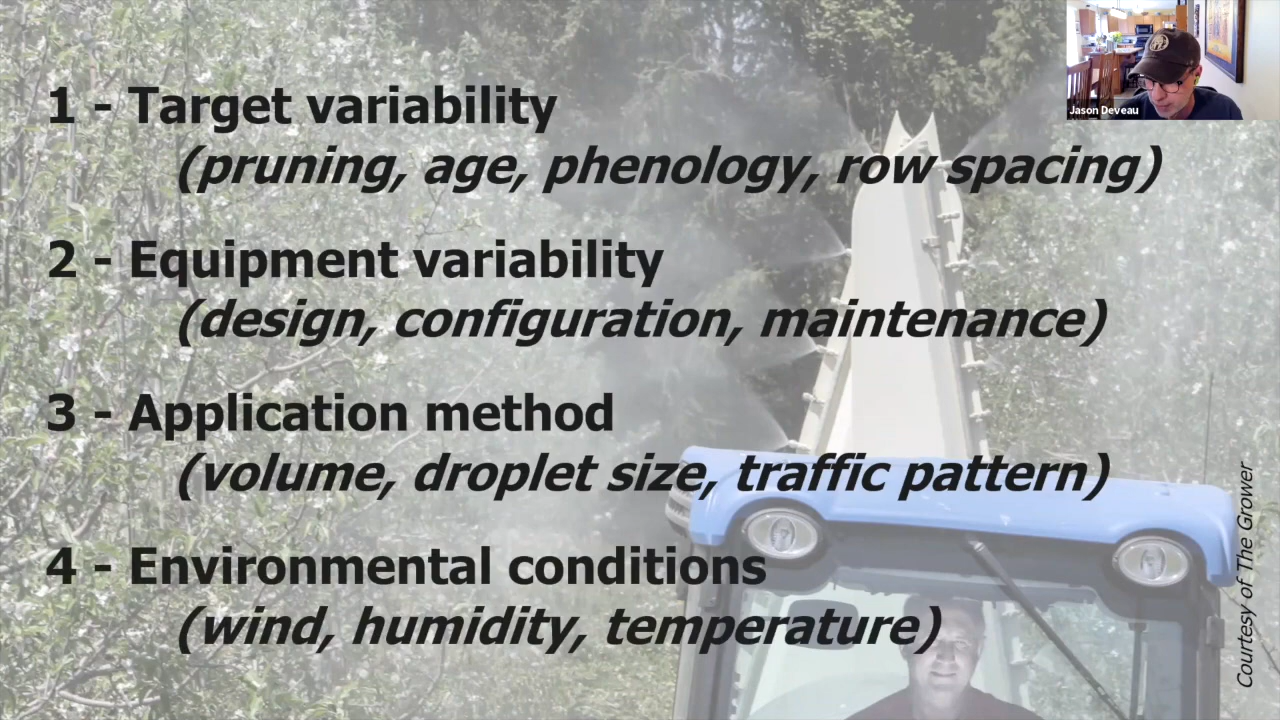 1 - Target variability
(pruning, age, phenology, row spacing)
2 - Equipment variability
(design, configuration, maintenance)
3 - Application method
(volume, droplet size, traffic pattern)
4 - Environmental conditions
(wind, humidity, temperature)
Jason Deveau
Courtesy of The Grower